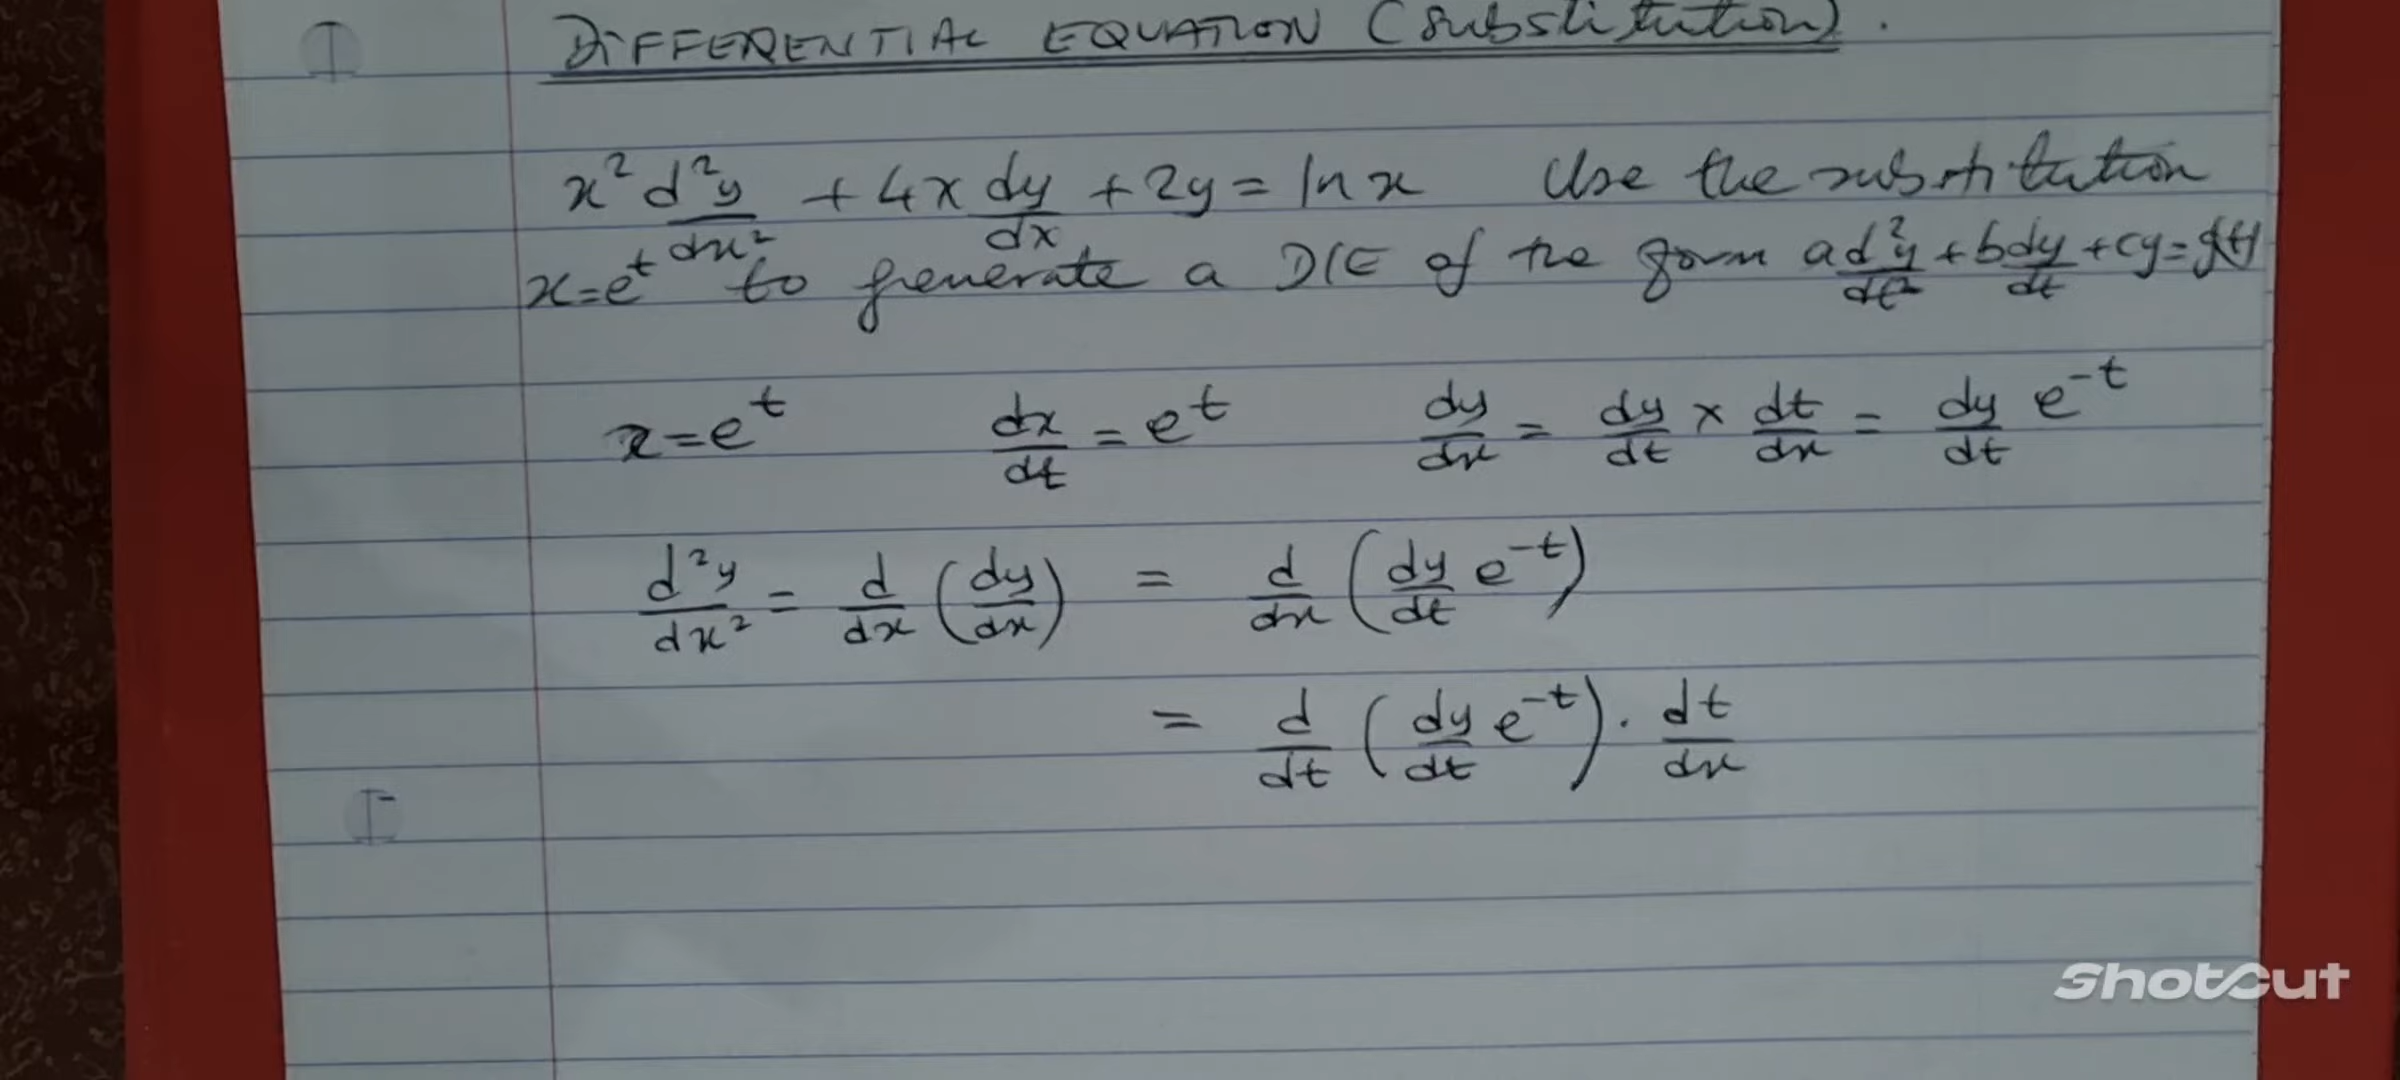 DIFFERENTIAL EQUATION (substitution).
x² d²y/dx² + 4x dy/dx + 2y = ln x Use the substitution
x = e^t to generate a D/E of the form a d²y/dt² + b dy/dt + cy = f(t)
x = e^t dx/dt = e^t dy/dx = dy/dt × dt/dx = dy/dt e^-t
d²y/dx² = d/dx (dy/dx) = d/dx (dy/dt e^-t)
= d/dt (dy/dt e^-t) · dt/dx
ShotCut